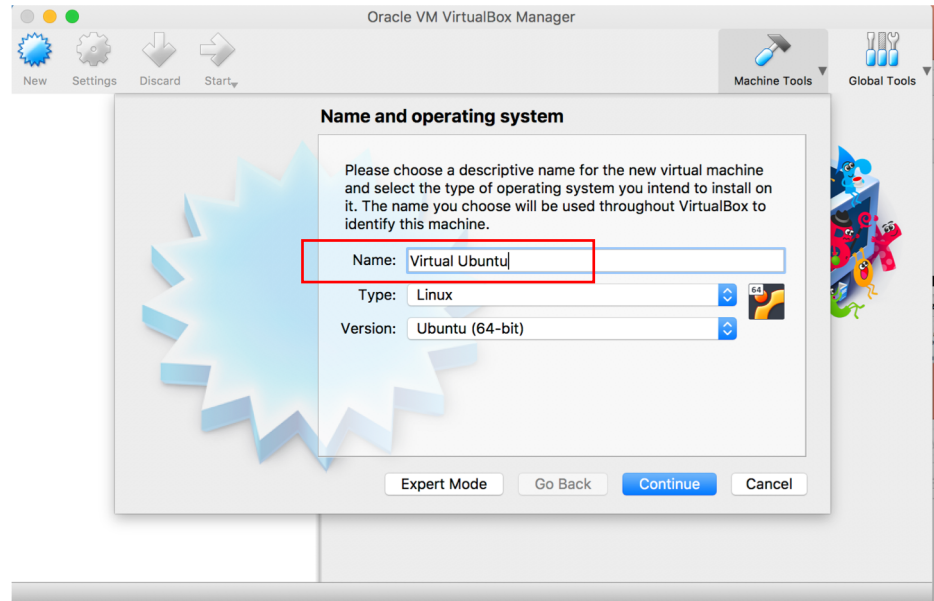 Oracle VM VirtualBox Manager
New
Settings
Discard
Start
Machine Tools
Global Tools
Name and operating system
Please choose a descriptive name for the new virtual machine
and select the type of operating system you intend to install on
it. The name you choose will be used throughout VirtualBox to
identify this machine.
Name: Virtual Ubuntu
Type: Linux
64
Version: Ubuntu (64-bit)
Expert Mode
Go Back
Continue
Cancel